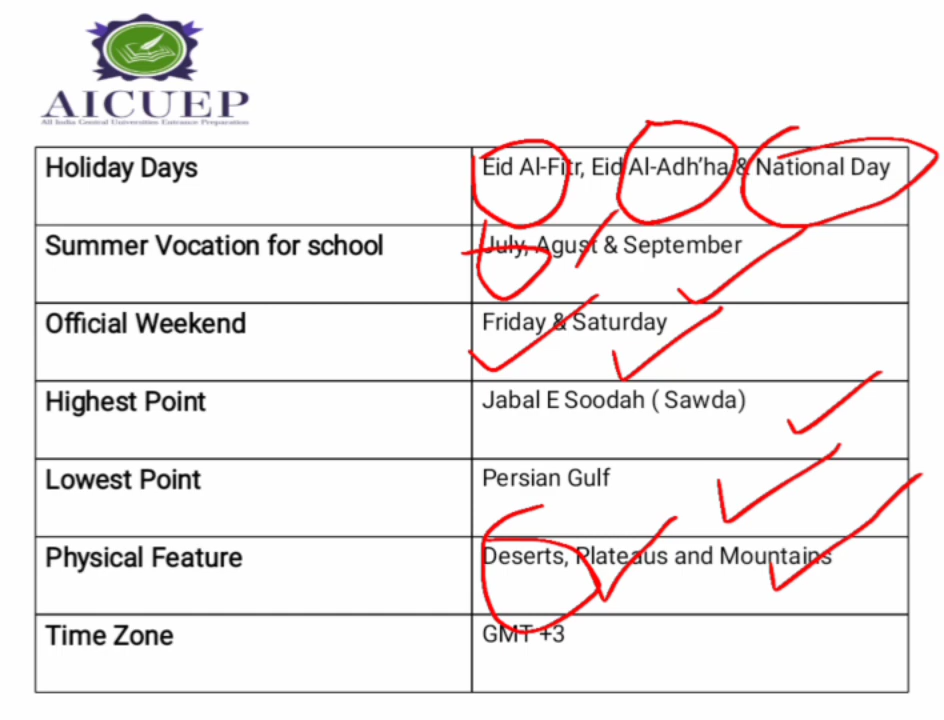 AICUEP
All India Central Universities Entrance Preparation
Holiday Days
Eid Al-Fitr, Eid Al-Adh’ha & National Day
Summer Vocation for school
July, Agust & September
Official Weekend
Friday & Saturday
Highest Point
Jabal E Soodah ( Sawda)
Lowest Point
Persian Gulf
Physical Feature
Deserts, Plateaus and Mountains
Time Zone
GMT +3